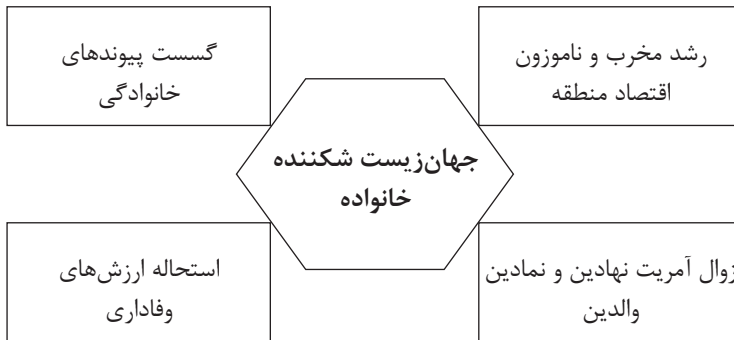 رشد مخرب و ناموزون
اقتصاد منطقه
گسست پیوندهای
خانوادگی
جهان‌زیست شکننده
خانواده
زوال آمریت نهادین و نمادین
والدین
استحاله ارزش‌های
وفاداری